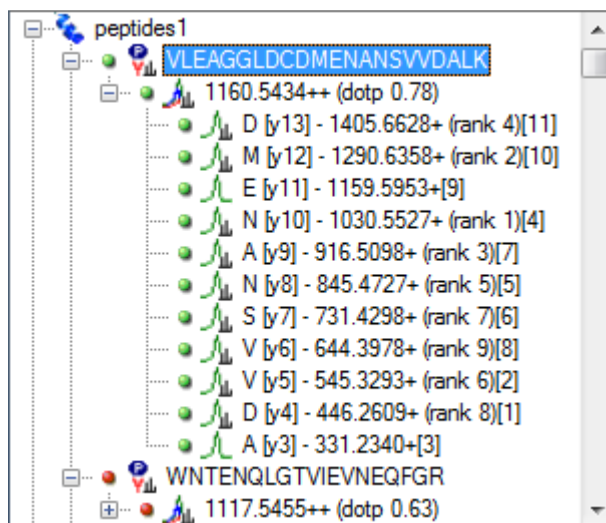 peptides1
VLEAGGLDCDMENANSVVDALK
1160.5434++ (dotp 0.78)
D [y13] - 1405.6628+ (rank 4)[11]
M [y12] - 1290.6358+ (rank 2)[10]
E [y11] - 1159.5953+[9]
N [y10] - 1030.5527+ (rank 1)[4]
A [y9] - 916.5098+ (rank 3)[7]
N [y8] - 845.4727+ (rank 5)[5]
S [y7] - 731.4298+ (rank 7)[6]
V [y6] - 644.3978+ (rank 9)[8]
V [y5] - 545.3293+ (rank 6)[2]
D [y4] - 446.2609+ (rank 8)[1]
A [y3] - 331.2340+[3]
WNTENQLGTVIEVNEQFGR
1117.5455++ (dotp 0.63)